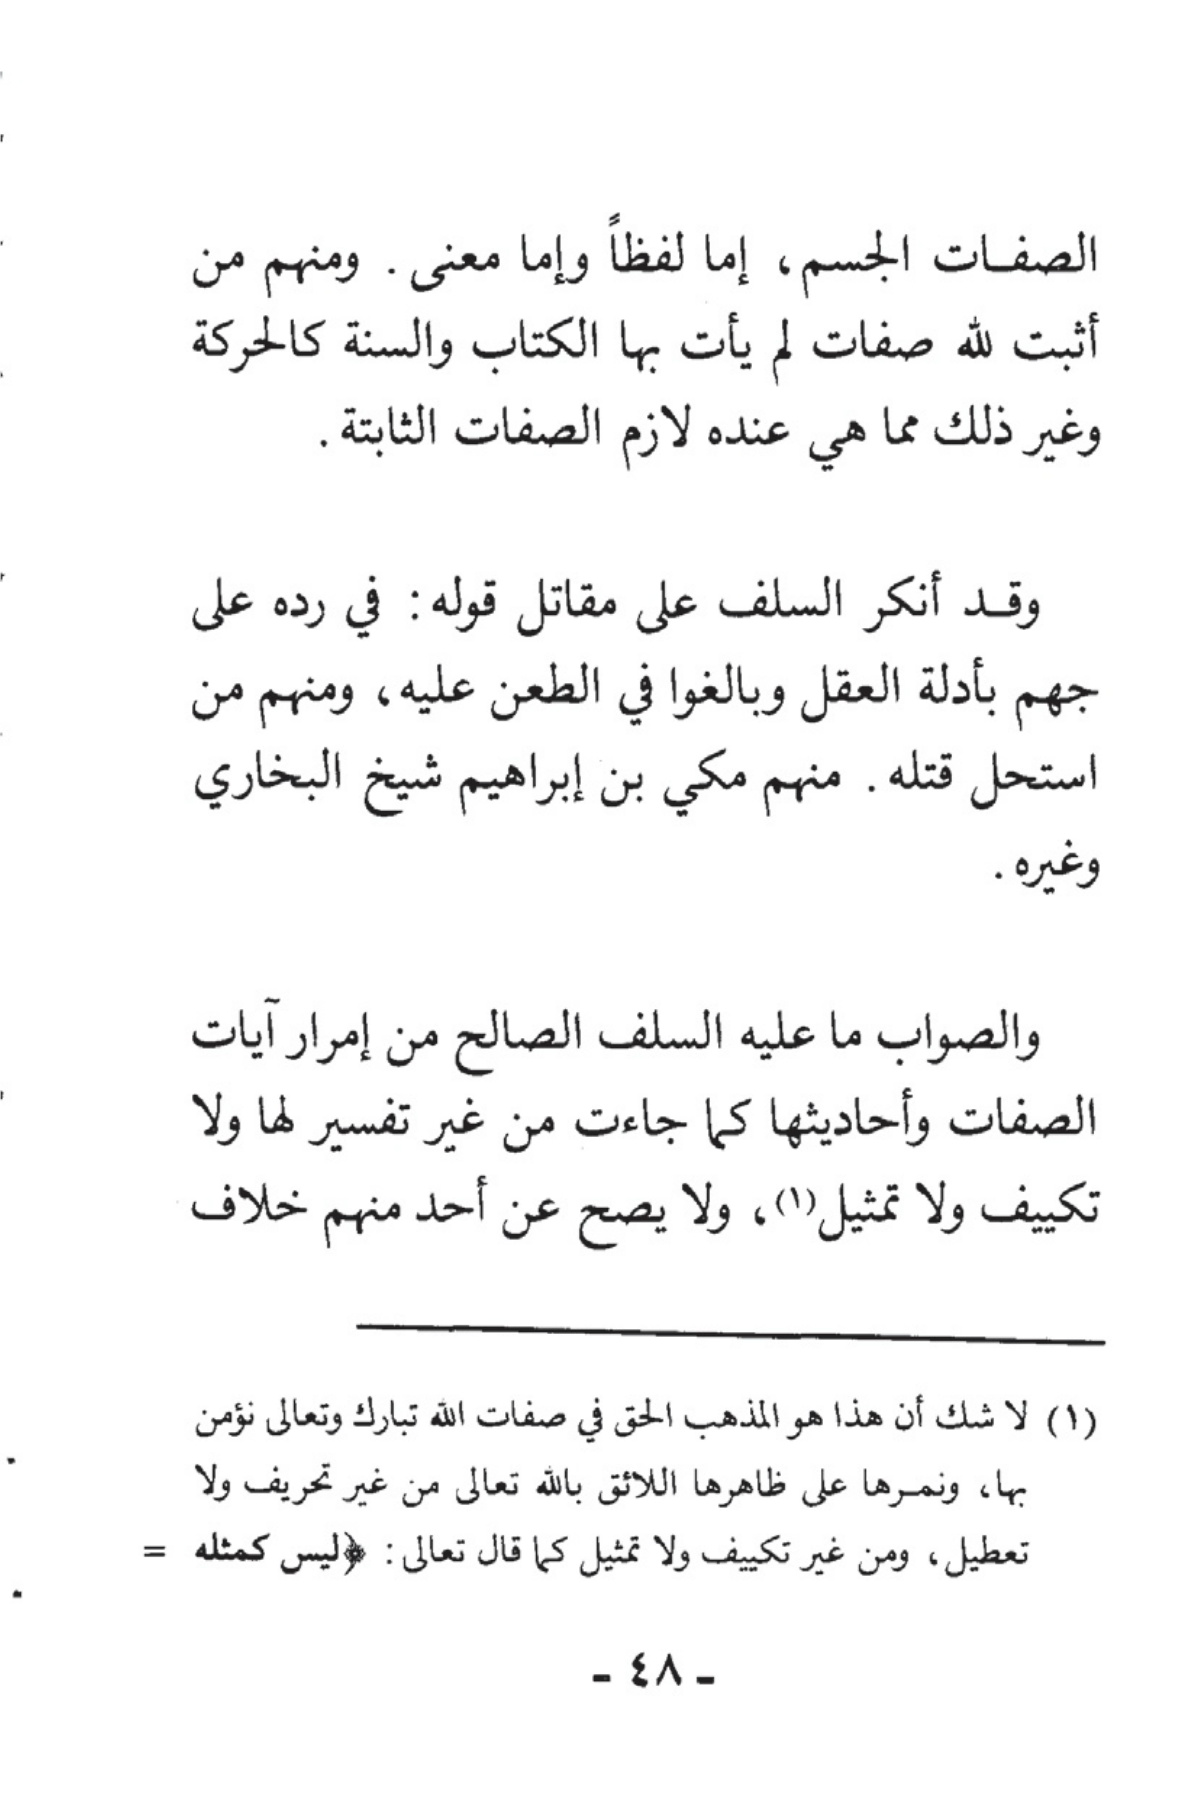 الصفات الجسم، إما لفظاً وإما معنى. ومنهم من
أثبت لله صفات لم يأت بها الكتاب والسنة كالحركة
وغير ذلك مما هي عنده لازم الصفات الثابتة.
وقد أنكر السلف على مقاتل قوله: في رده على
جهم بأدلة العقل وبالغوا في الطعن عليه، ومنهم من
استحل قتله. منهم مكي بن إبراهيم شيخ البخاري
وغيره.
والصواب ما عليه السلف الصالح من إمرار آيات
الصفات وأحاديثها كما جاءت من غير تفسير لها ولا
تكييف ولا تمثيل(١)، ولا يصح عن أحد منهم خلاف
(١) لا شك أن هذا هو المذهب الحق في صفات الله تبارك وتعالى نؤمن
بها، ونمرها على ظاهرها اللائق بالله تعالى من غير تحريف ولا
تعطيل، ومن غير تكييف ولا تمثيل كما قال تعالى: ﴿ليس كمثله =
- ٤٨ -